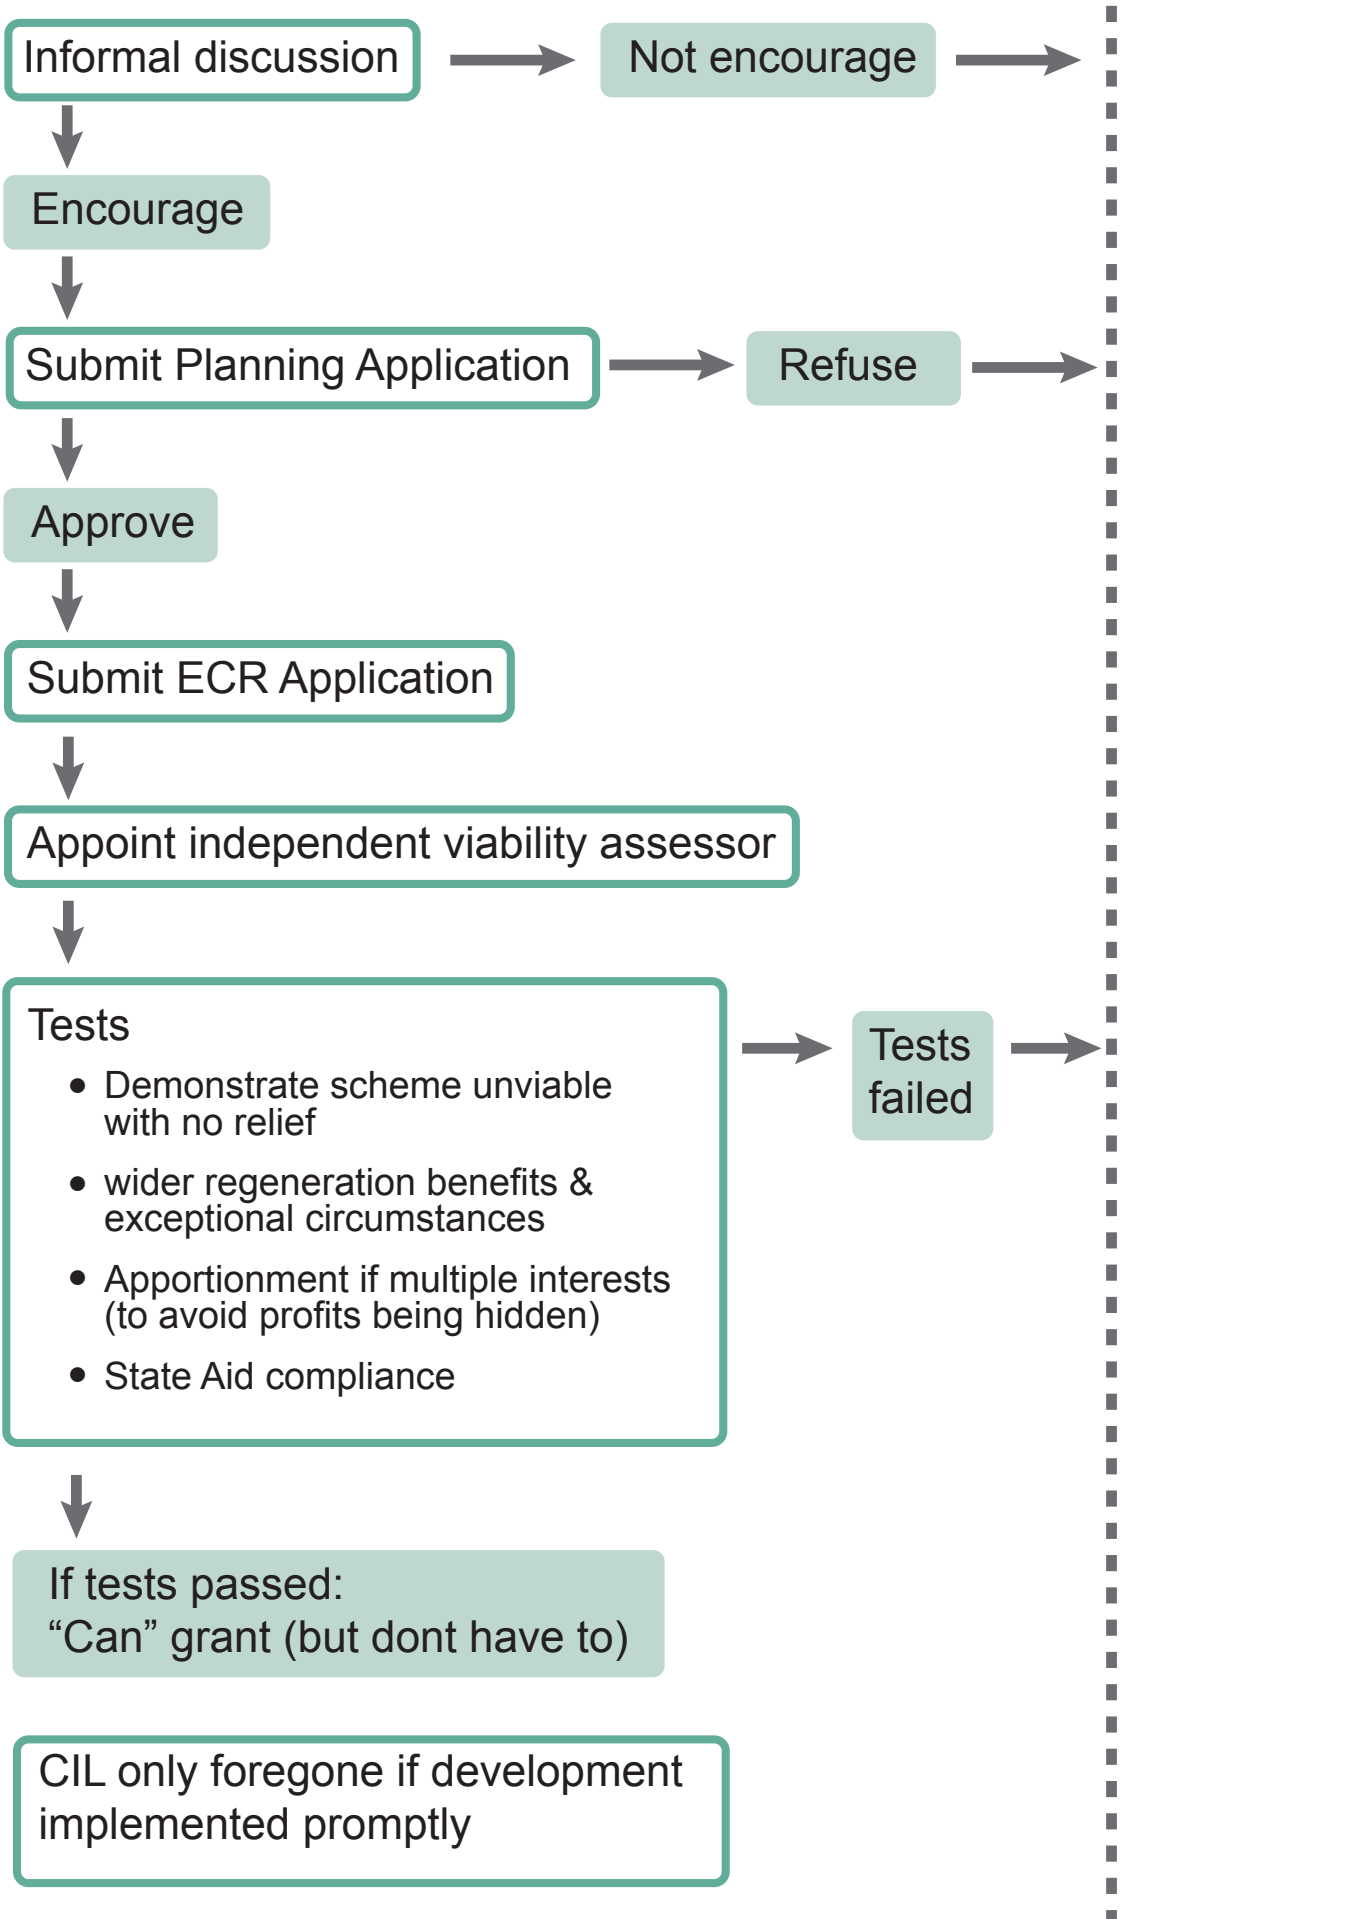 Informal discussion
Not encourage
Encourage
Submit Planning Application
Refuse
Approve
Submit ECR Application
Appoint independent viability assessor
Tests
Tests
failed
• Demonstrate scheme unviable
with no relief
• wider regeneration benefits &
exceptional circumstances
• Apportionment if multiple interests
(to avoid profits being hidden)
• State Aid compliance
If tests passed:
“Can” grant (but dont have to)
CIL only foregone if development
implemented promptly